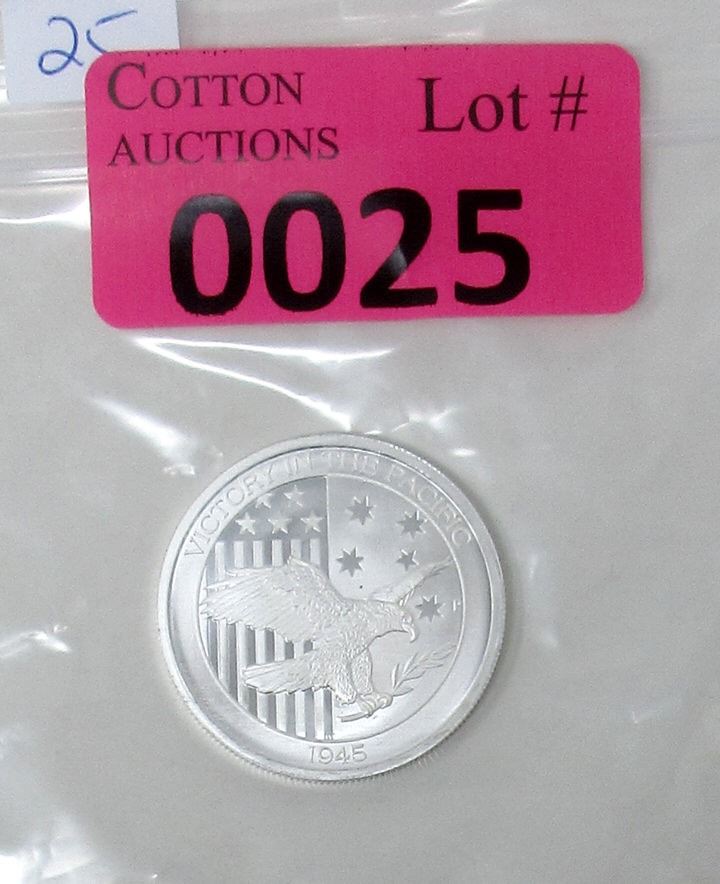 25
COTTON
AUCTIONS
Lot #
0025
VICTORY IN THE PACIFIC
P
1945